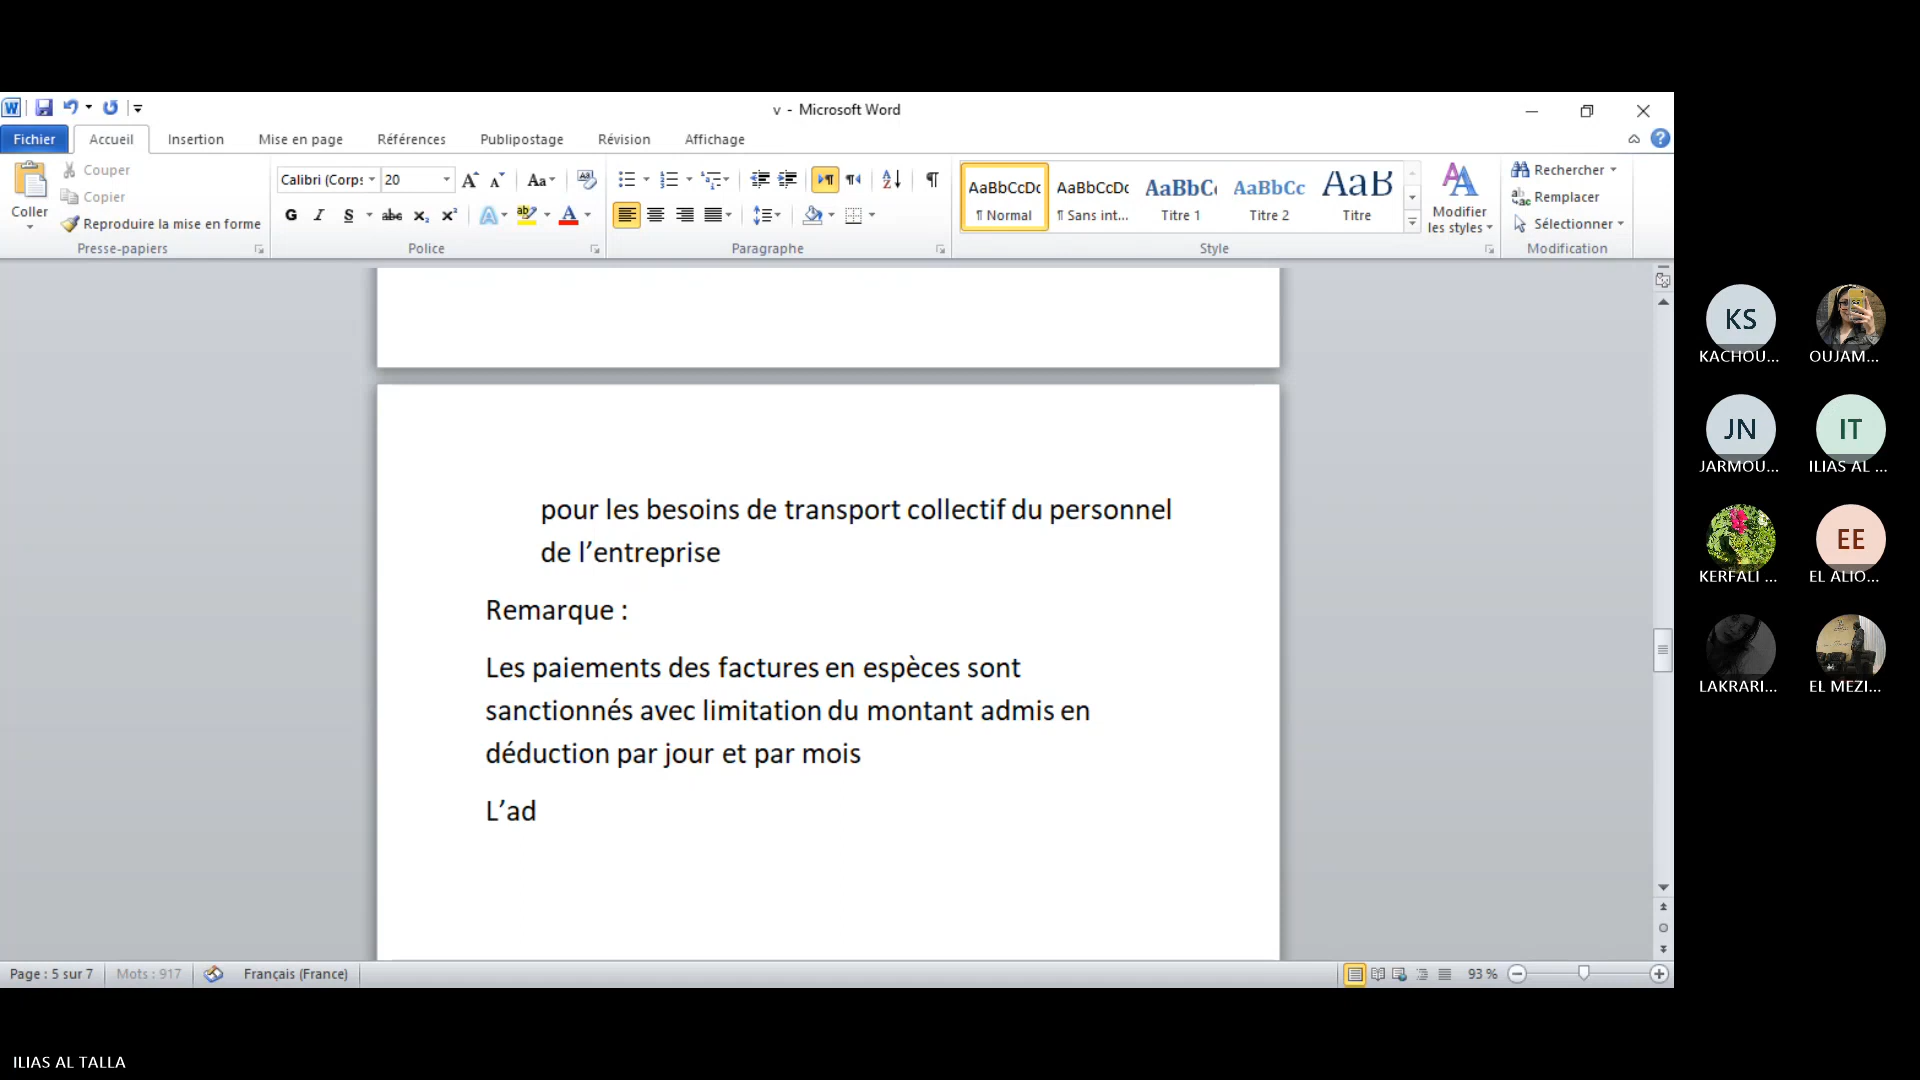 v - Microsoft Word
Fichier Accueil Insertion Mise en page Références Publipostage Révision Affichage
Coller
Couper
Copier
Reproduire la mise en forme
Presse-papiers
Calibri (Corps 20
Police
Paragraphe
AaBbCcDc AaBbCcDc AaBbC AaBbCc AaB
¶ Normal ¶ Sans int... Titre 1 Titre 2 Titre
Modifier
les styles
Style
Rechercher
Remplacer
Sélectionner
Modification
pour les besoins de transport collectif du personnel
de l’entreprise
Remarque :
Les paiements des factures en espèces sont
sanctionnés avec limitation du montant admis en
déduction par jour et par mois
L’ad
Page : 5 sur 7 Mots : 917 Français (France) 93 %
KS
KACHOU... OUJAM...
JN IT
JARMOU... ILIAS AL ...
EE
KERFALI ... EL ALIO...
LAKRARI... EL MEZI...
ILIAS AL TALLA